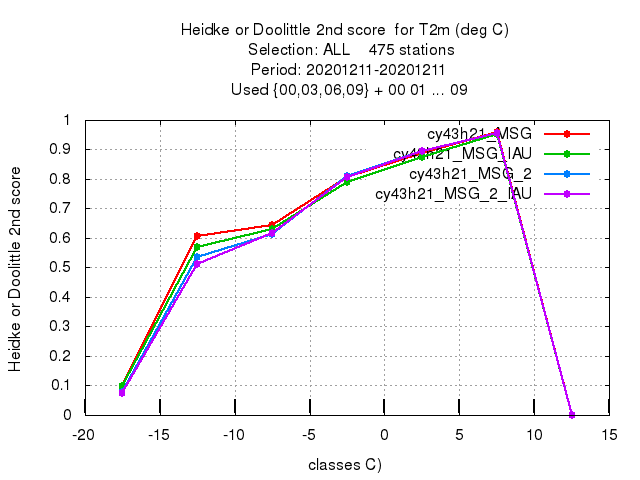 Heidke or Doolittle 2nd score  for T2m (deg C)
Selection: ALL    475 stations
Period: 20201211-20201211
Used {00,03,06,09} + 00 01 ... 09
Heidke or Doolittle 2nd score
1
0.9
0.8
0.7
0.6
0.5
0.4
0.3
0.2
0.1
0
cy43h21_MSG
cy43h21_MSG_IAU
cy43h21_MSG_2
cy43h21_MSG_2_IAU
-20 -15 -10 -5 0 5 10 15
classes C)